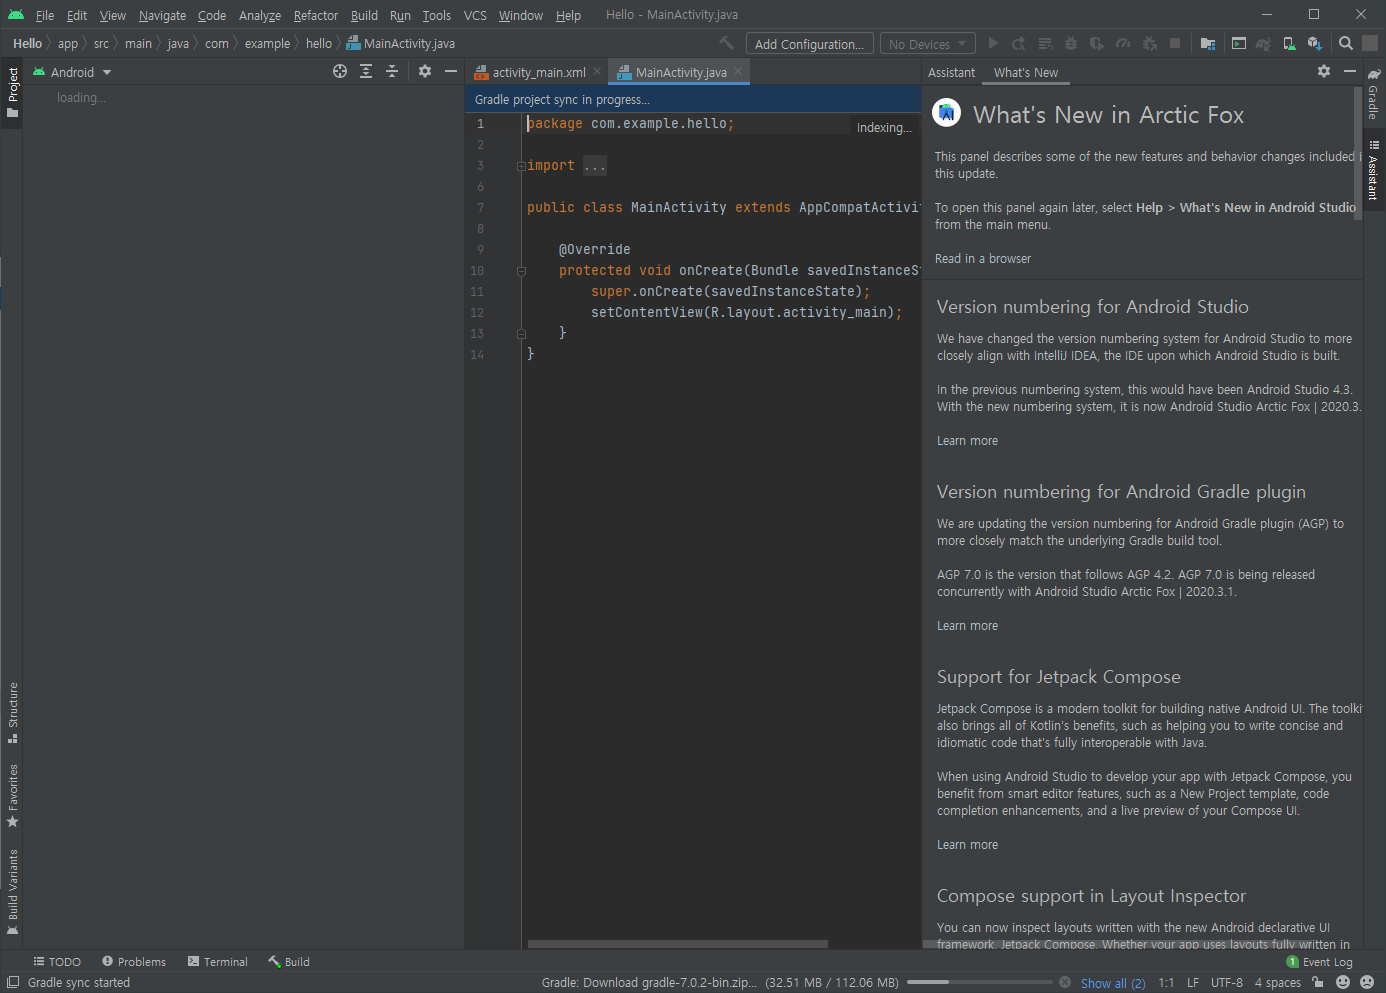 File Edit View Navigate Code Analyze Refactor Build Run Tools VCS Window Help Hello - MainActivity.java
Hello app src main java com example hello MainActivity.java Add Configuration... No Devices
Project
Android
loading...
Structure
Favorites
Build Variants
activity_main.xml MainActivity.java
Gradle project sync in progress...
Indexing...
1 package com.example.hello;
2
3 import ...
6
7 public class MainActivity extends AppCompatActivit
8
9 @Override
10 protected void onCreate(Bundle savedInstanceSt
11 super.onCreate(savedInstanceState);
12 setContentView(R.layout.activity_main);
13 }
14 }
Assistant What's New
What's New in Arctic Fox
This panel describes some of the new features and behavior changes included i
this update.
To open this panel again later, select Help > What's New in Android Studio
from the main menu.
Read in a browser
Version numbering for Android Studio
We have changed the version numbering system for Android Studio to more
closely align with IntelliJ IDEA, the IDE upon which Android Studio is built.
In the previous numbering system, this would have been Android Studio 4.3.
With the new numbering system, it is now Android Studio Arctic Fox | 2020.3.
Learn more
Version numbering for Android Gradle plugin
We are updating the version numbering for Android Gradle plugin (AGP) to
more closely match the underlying Gradle build tool.
AGP 7.0 is the version that follows AGP 4.2. AGP 7.0 is being released
concurrently with Android Studio Arctic Fox | 2020.3.1.
Learn more
Support for Jetpack Compose
Jetpack Compose is a modern toolkit for building native Android UI. The toolki
also brings all of Kotlin's benefits, such as helping you to write concise and
idiomatic code that's fully interoperable with Java.
When using Android Studio to develop your app with Jetpack Compose, you
benefit from smart editor features, such as a New Project template, code
completion enhancements, and a live preview of your Compose UI.
Learn more
Compose support in Layout Inspector
You can now inspect layouts written with the new Android declarative UI
framework, Jetpack Compose. Whether your app uses layouts fully written in
Gradle
Assistant
TODO Problems Terminal Build 1 Event Log
Gradle sync started Gradle: Download gradle-7.0.2-bin.zip... (32.51 MB / 112.06 MB) Show all (2) 1:1 LF UTF-8 4 spaces